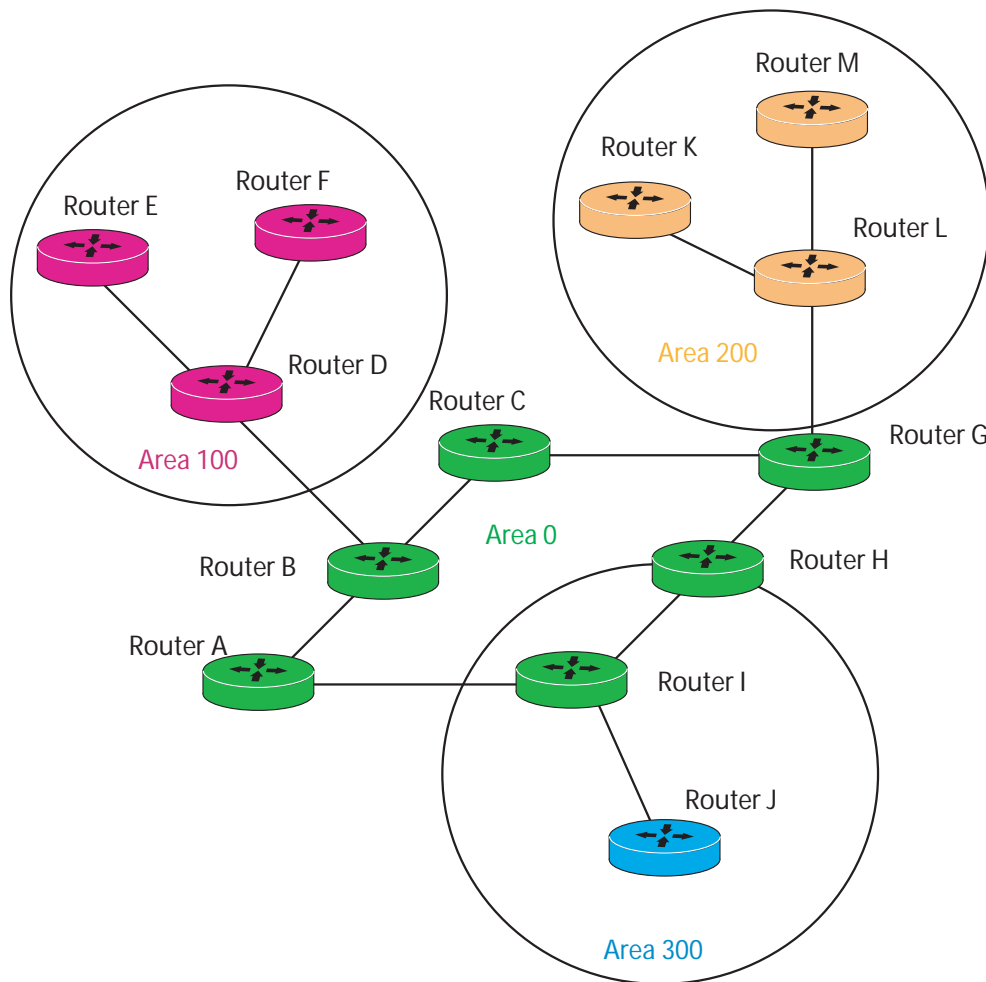 Router M
Router K
Router F
Router E
Router L
Area 200
Router D
Router C
Router G
Area 100
Area 0
Router B
Router H
Router A
Router I
Router J
Area 300